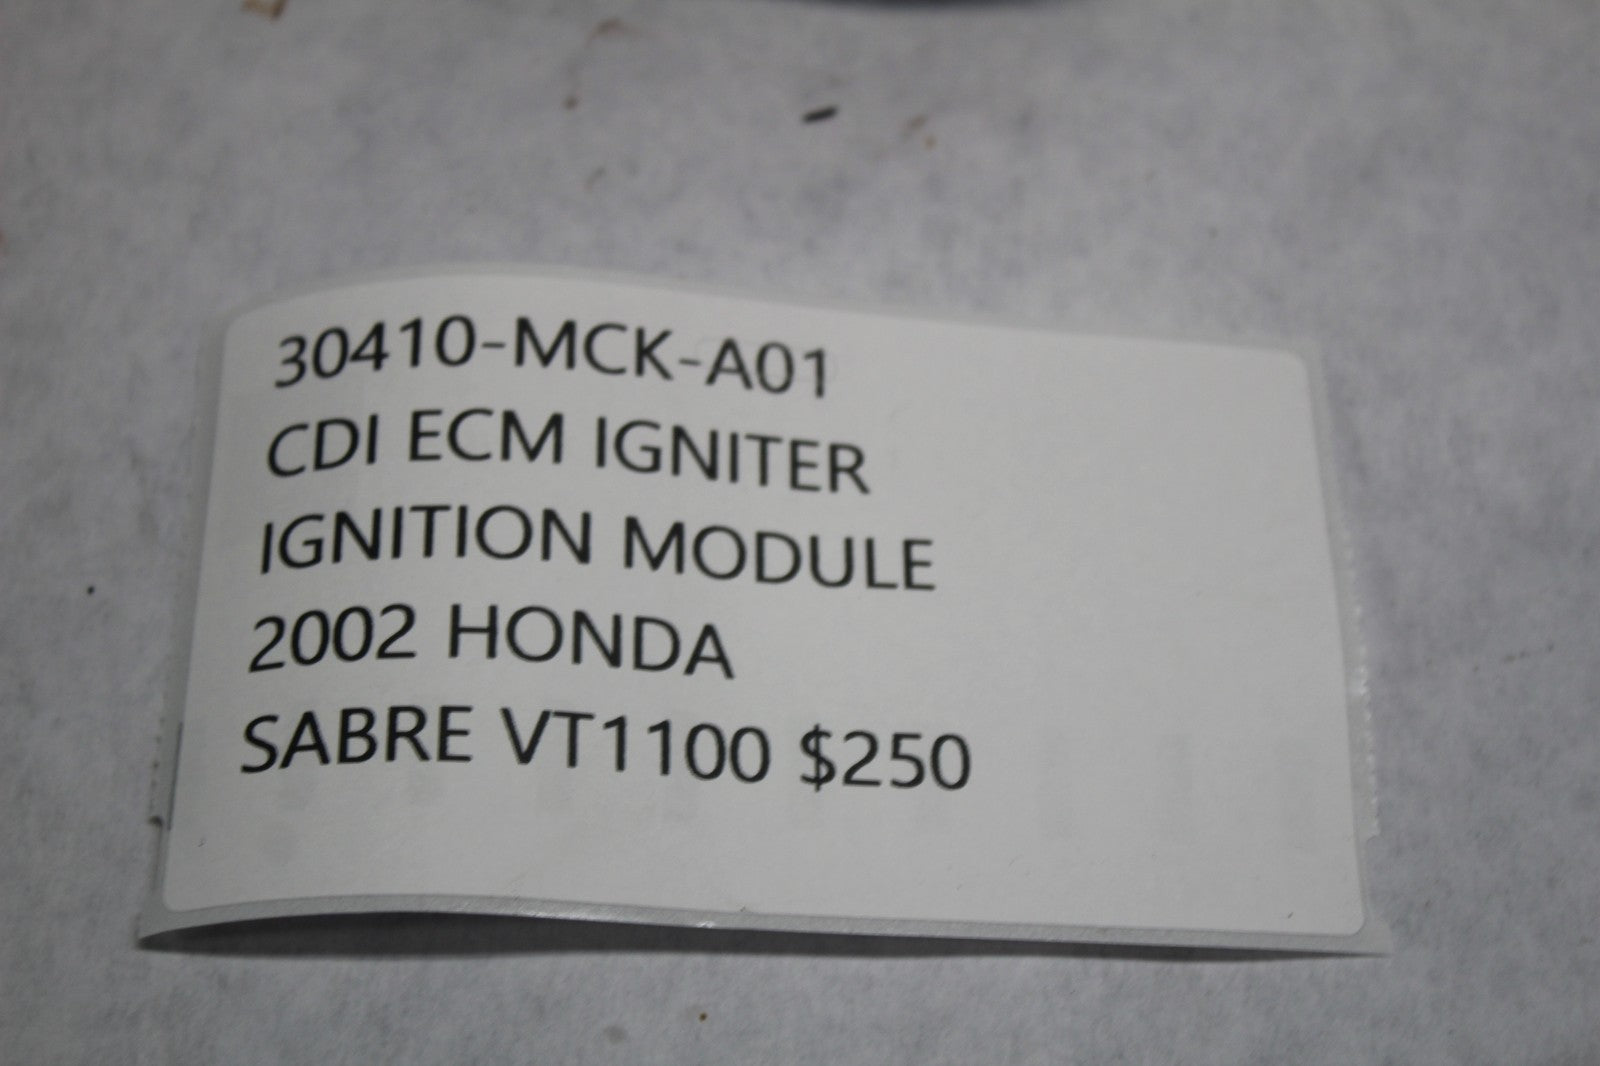 30410-MCK-A01
CDI ECM IGNITER
IGNITION MODULE
2002 HONDA
SABRE VT1100 $250